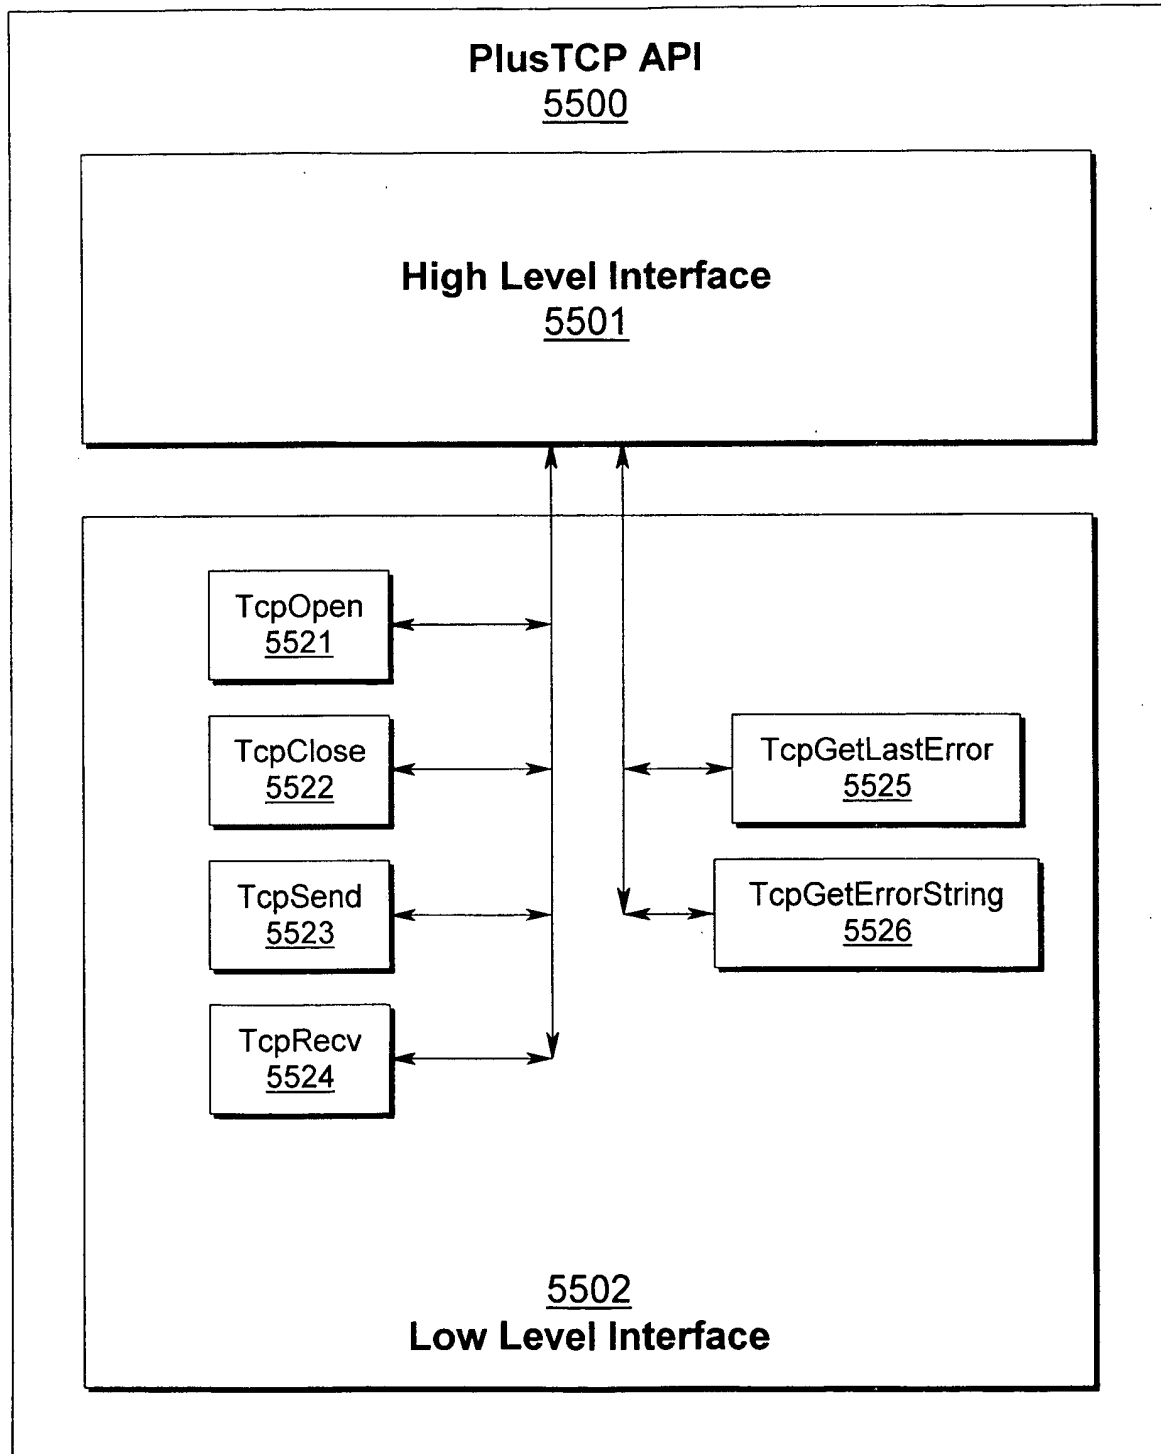 PlusTCP API
5500
High Level Interface
5501
TcpOpen
5521
TcpClose
5522
TcpSend
5523
TcpRecv
5524
TcpGetLastError
5525
TcpGetErrorString
5526
5502
Low Level Interface